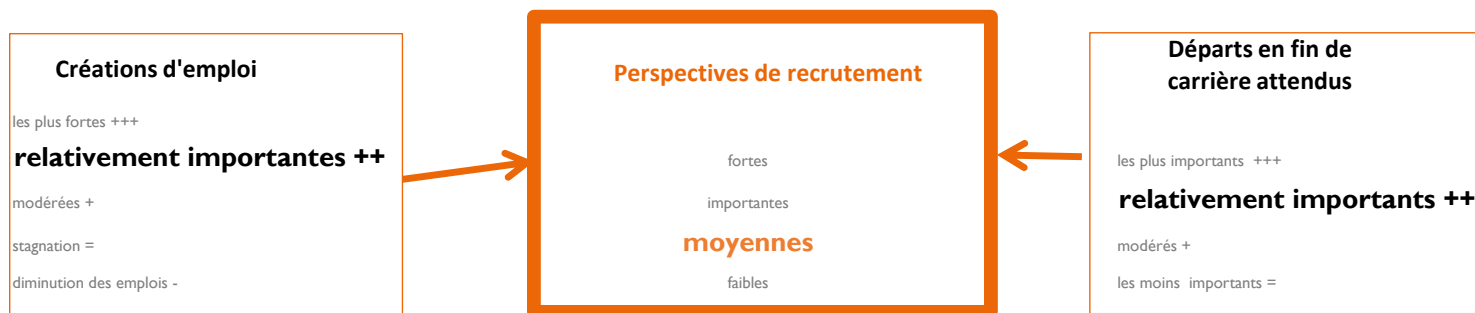 Créations d'emploi
les plus fortes +++
relativement importantes ++
modérées +
stagnation =
diminution des emplois -
Perspectives de recrutement
fortes
importantes
moyennes
faibles
Départs en fin de
carrière attendus
les plus importants +++
relativement importants ++
modérés +
les moins importants =